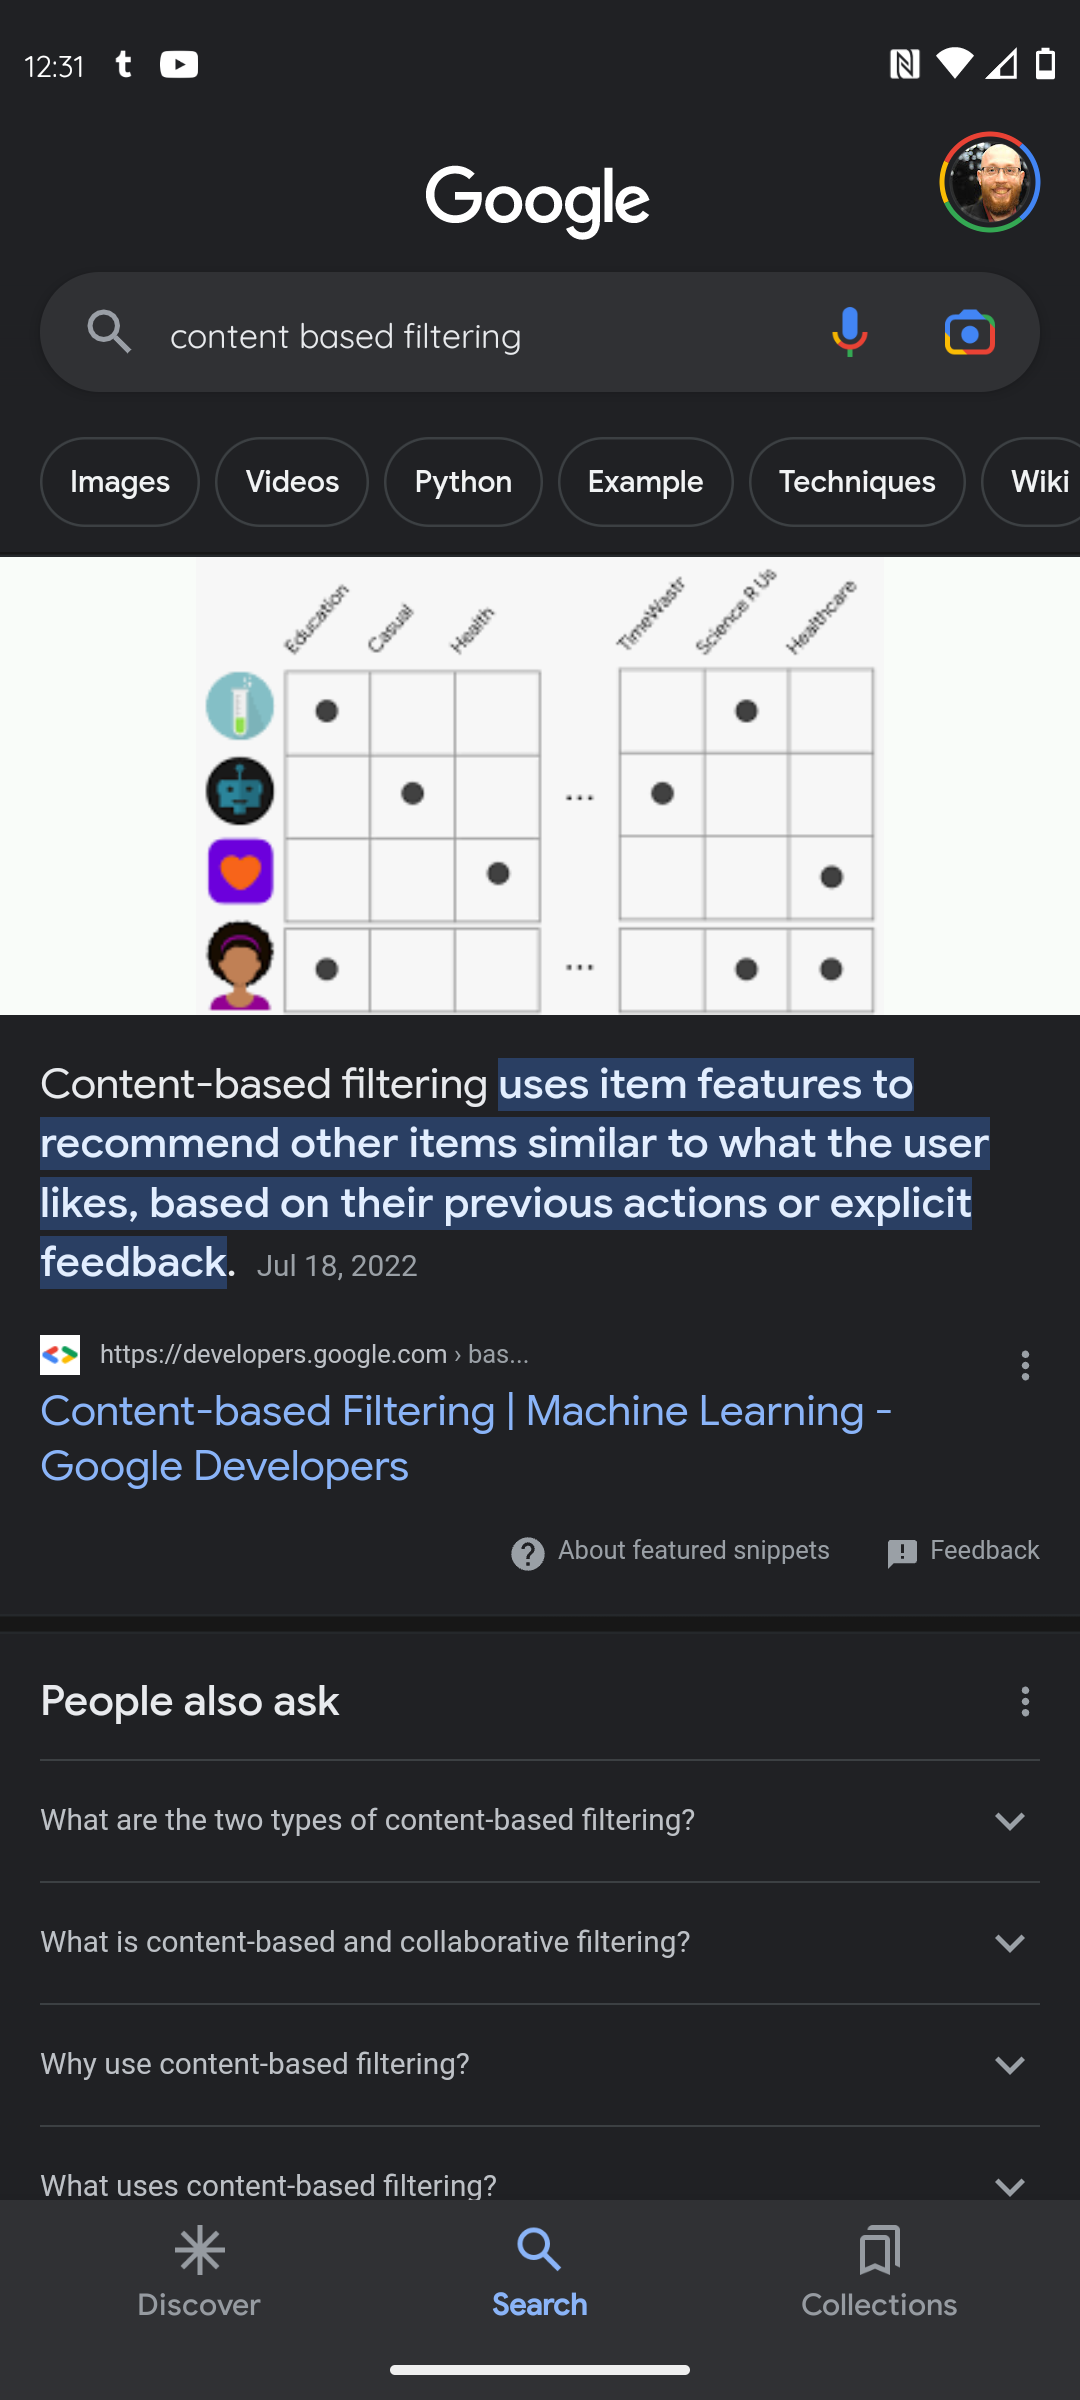 12:31
Google
content based filtering
Images Videos Python Example Techniques Wiki
Education Casual Health TimeWastr Science R Us Healthcare
...
...
Content-based filtering uses item features to
recommend other items similar to what the user
likes, based on their previous actions or explicit
feedback. Jul 18, 2022
https://developers.google.com › bas...
Content-based Filtering | Machine Learning -
Google Developers
About featured snippets Feedback
People also ask
What are the two types of content-based filtering?
What is content-based and collaborative filtering?
Why use content-based filtering?
What uses content-based filtering?
Discover Search Collections